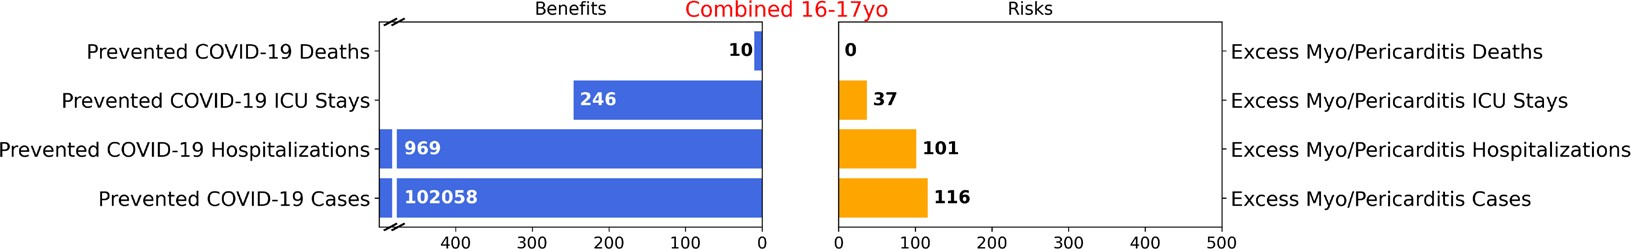 Benefits
Combined 16-17yo
Risks
Prevented COVID-19 Deaths
10
0
Excess Myo/Pericarditis Deaths
Prevented COVID-19 ICU Stays
246
37
Excess Myo/Pericarditis ICU Stays
Prevented COVID-19 Hospitalizations
969
101
Excess Myo/Pericarditis Hospitalizations
Prevented COVID-19 Cases
102058
116
Excess Myo/Pericarditis Cases
400 300 200 100 0
0 100 200 300 400 500